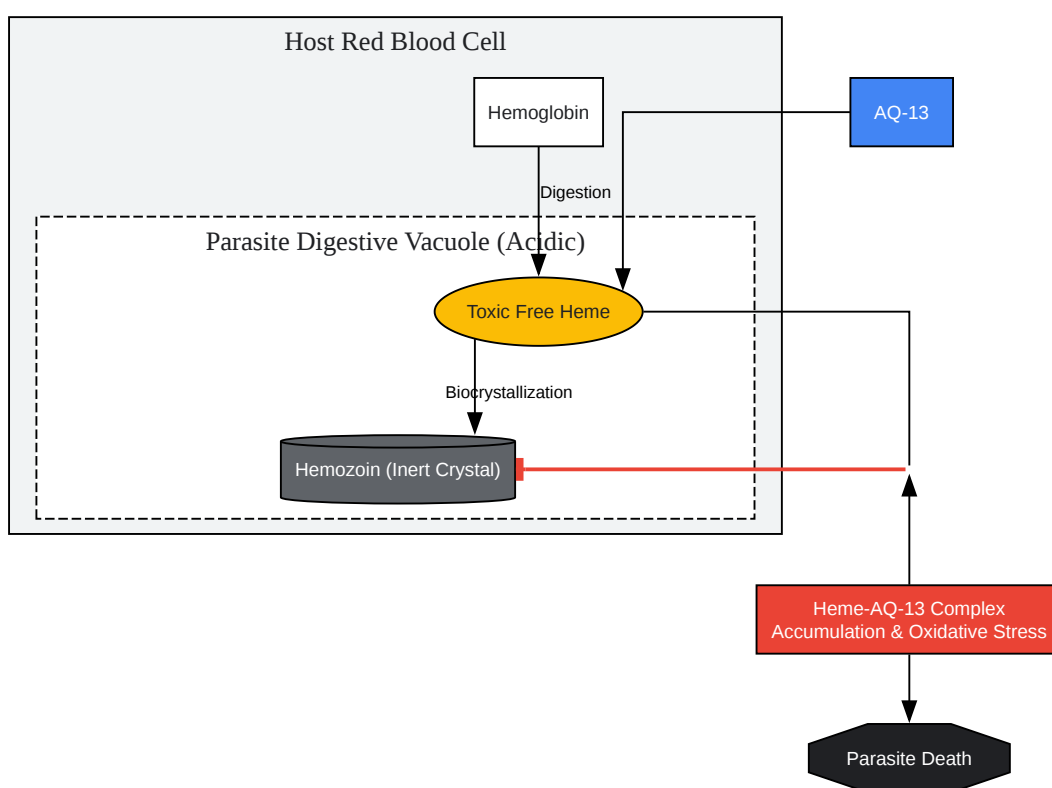 Host Red Blood Cell
Hemoglobin
AQ-13
Digestion
Parasite Digestive Vacuole (Acidic)
Toxic Free Heme
Biocrystallization
Hemozoin (Inert Crystal)
Heme-AQ-13 Complex
Accumulation & Oxidative Stress
Parasite Death